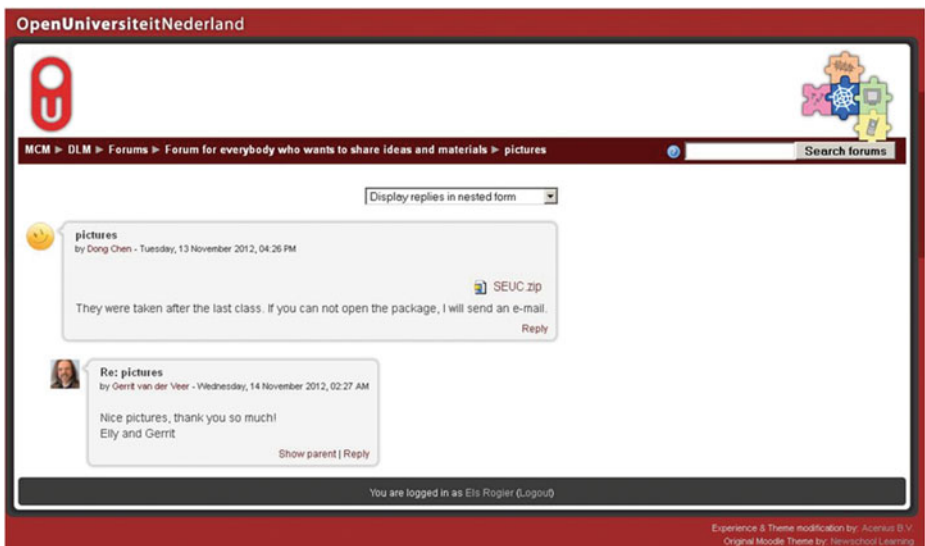 OpenUniversiteitNederland
MCM ► DLM ► Forums ► Forum for everybody who wants to share ideas and materials ► pictures
Search forums
Display replies in nested form
pictures
by Dong Chen - Tuesday, 13 November 2012, 04:26 PM
SEUC.zip
They were taken after the last class. If you can not open the package, I will send an e-mail.
Reply
Re: pictures
by Gerrit van der Veer - Wednesday, 14 November 2012, 02:27 AM
Nice pictures, thank you so much!
Elly and Gerrit
Show parent | Reply
You are logged in as Els Rogier (Logout)
Experience & Theme modification by: Acenius B.V.
Original Moodle Theme by: Newschool Learning